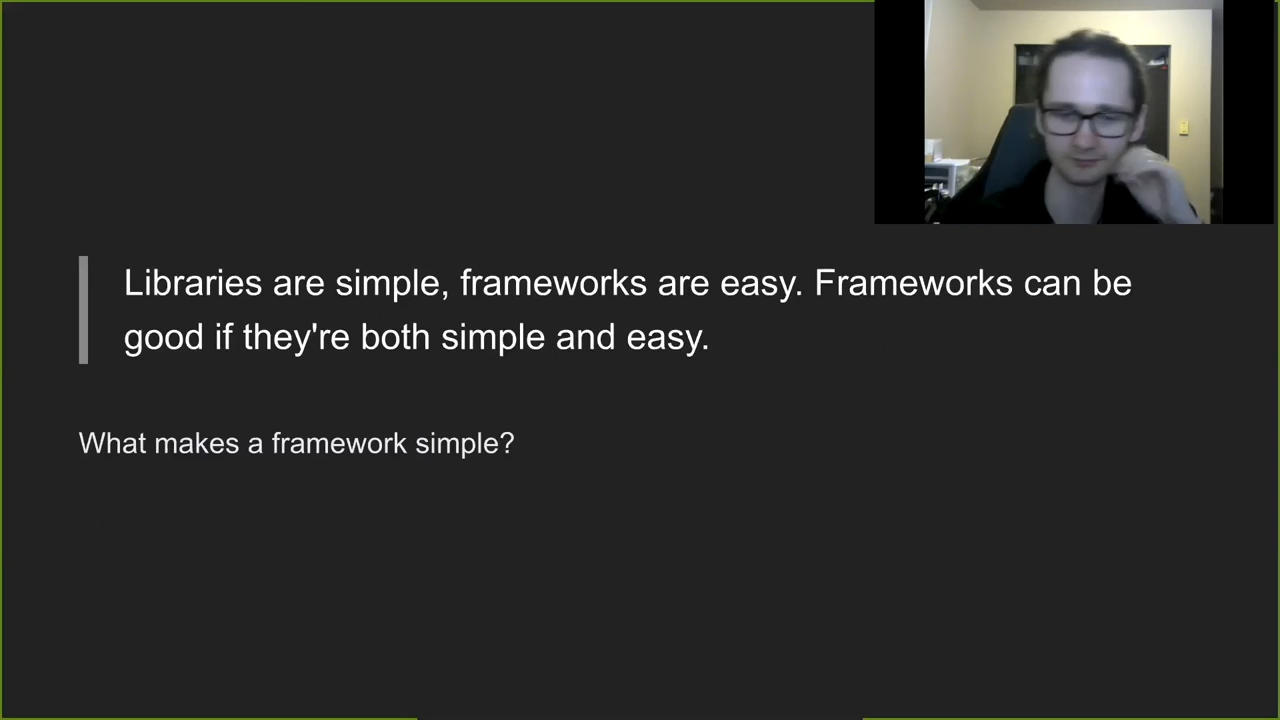 Libraries are simple, frameworks are easy. Frameworks can be
good if they're both simple and easy.
What makes a framework simple?